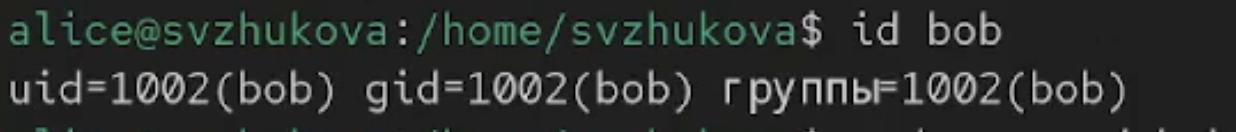 alice@svzhukova:/home/svzhukova$ id bob
uid=1002(bob) gid=1002(bob) группы=1002(bob)